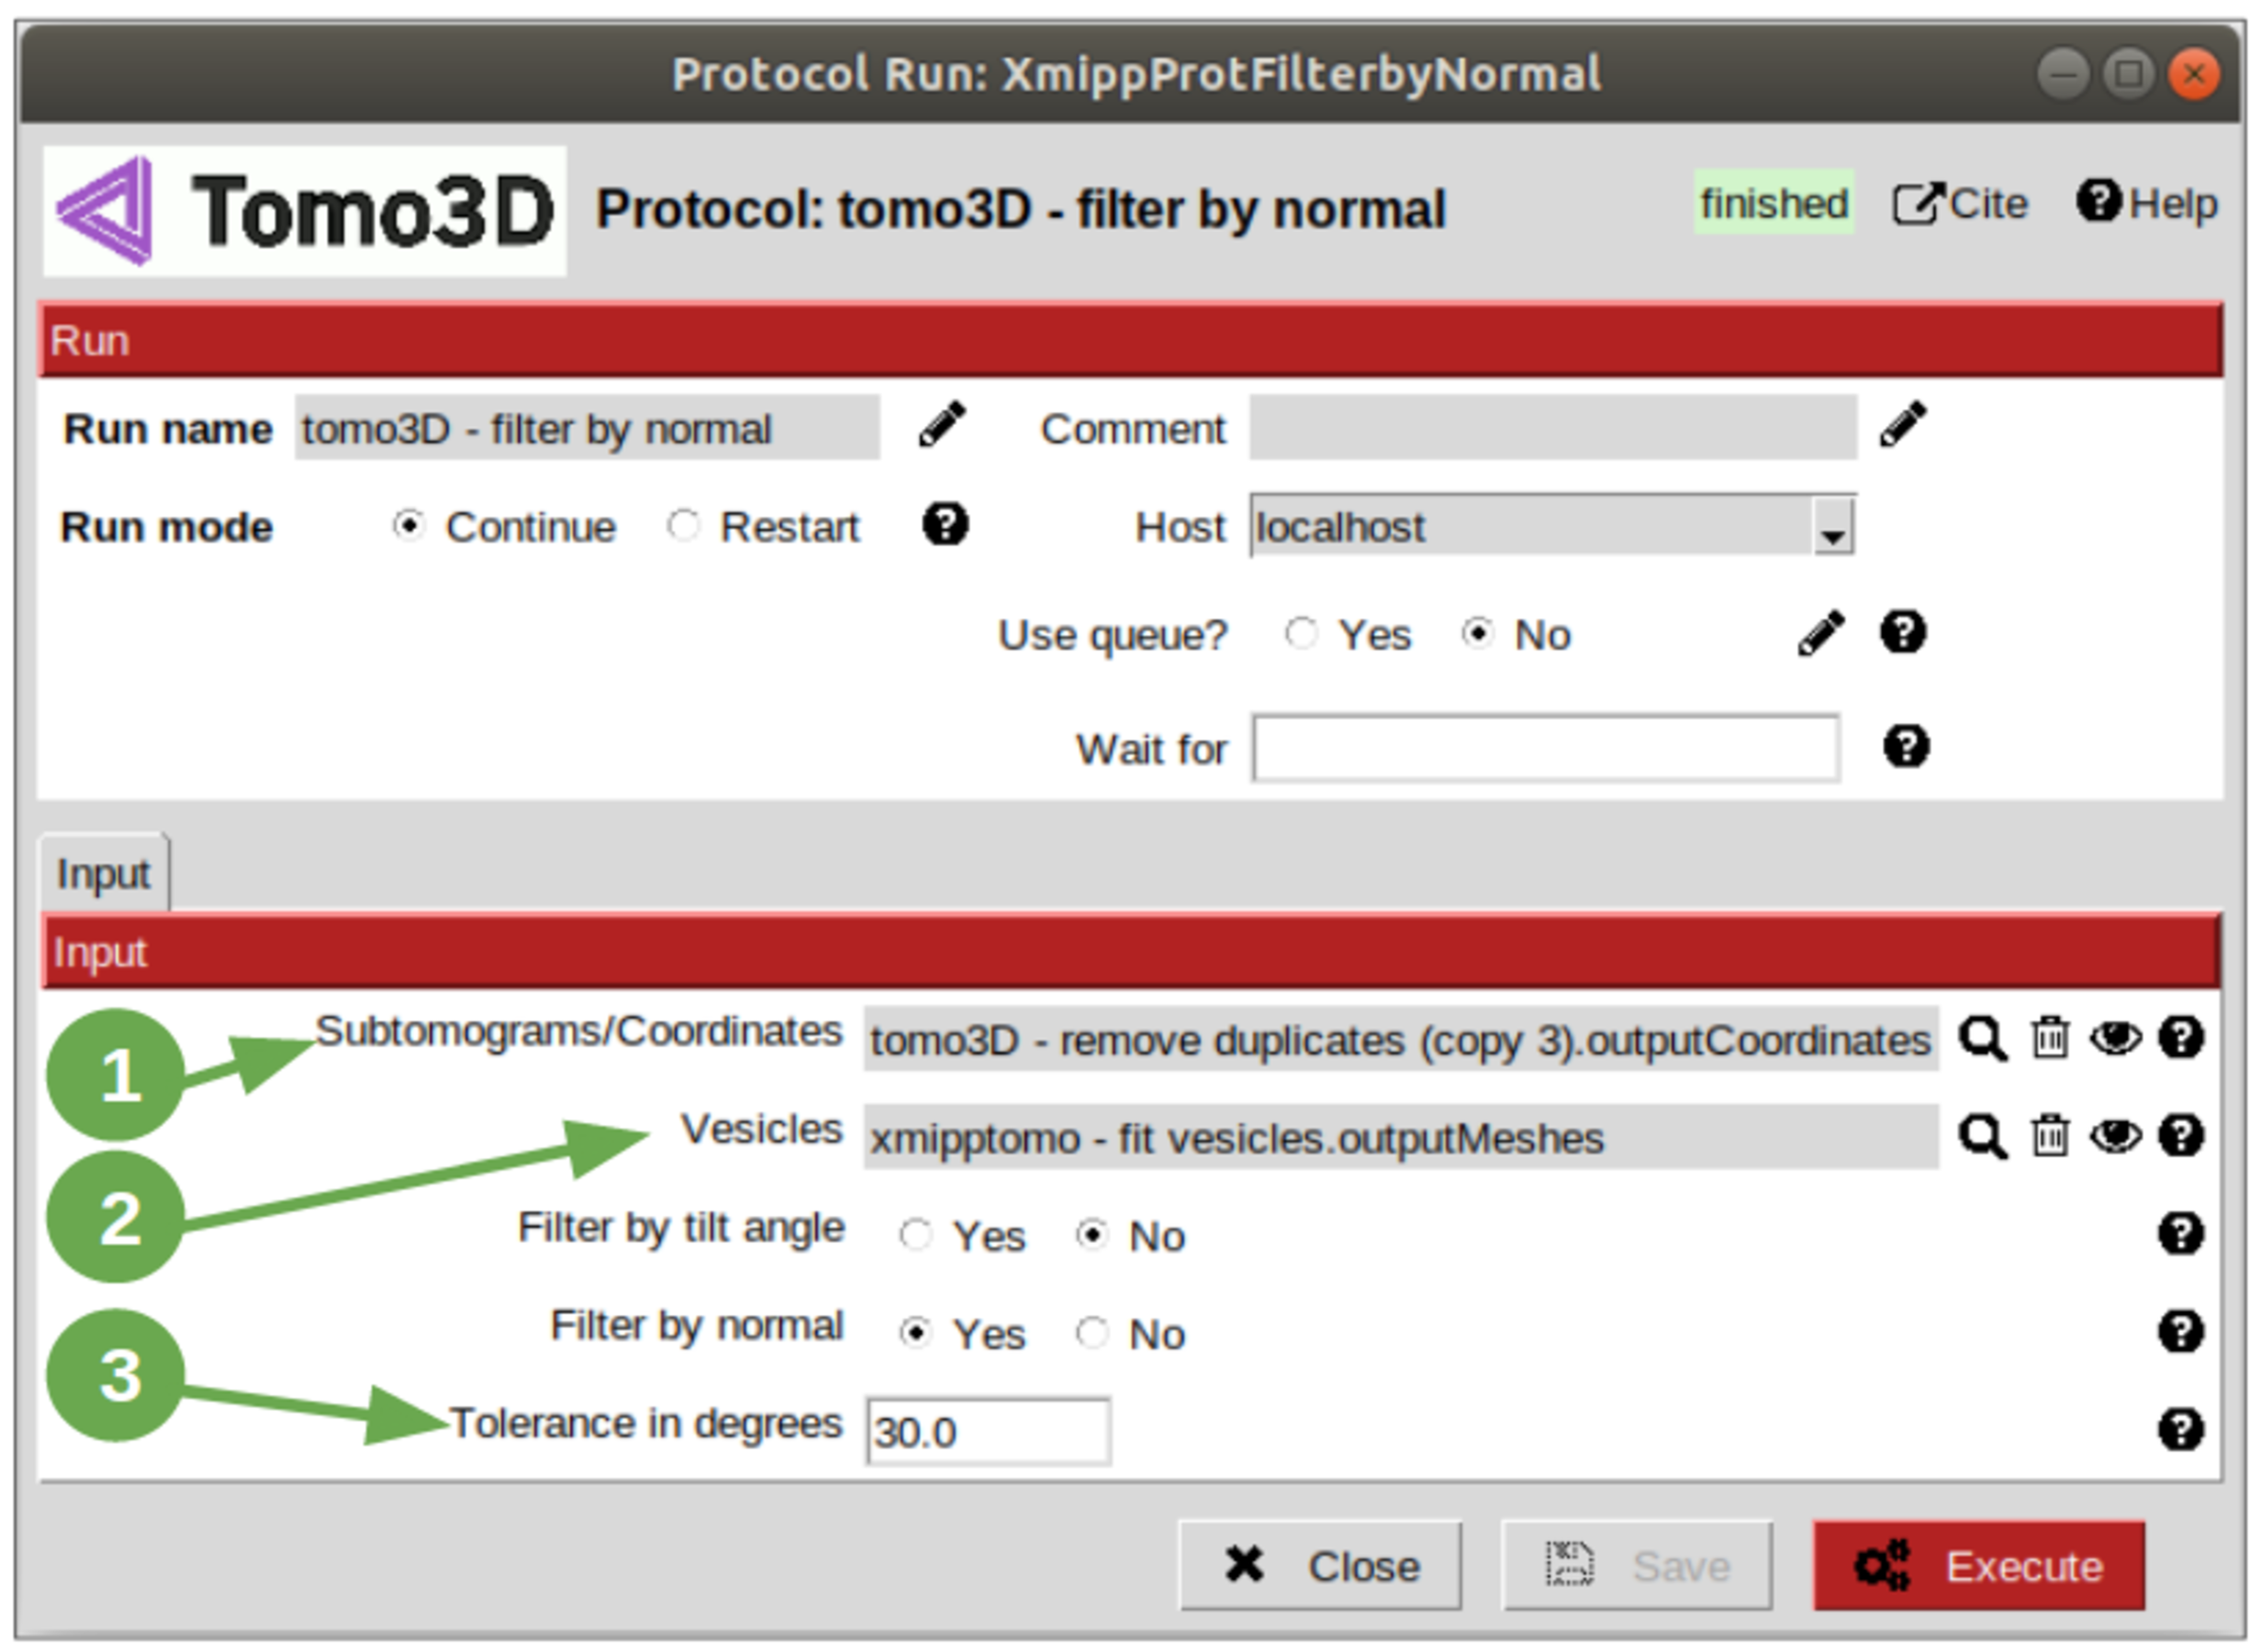 Protocol Run: XmippProtFilterbyNormal
Tomo3D Protocol: tomo3D - filter by normal finished Cite Help
Run
Run name tomo3D - filter by normal Comment
Run mode Continue Restart Host localhost
Use queue? Yes No
Wait for
Input
Input
1 Subtomograms/Coordinates tomo3D - remove duplicates (copy 3).outputCoordinates
2 Vesicles xmipptomo - fit vesicles.outputMeshes
Filter by tilt angle Yes No
Filter by normal Yes No
3 Tolerance in degrees 30.0
Close Save Execute